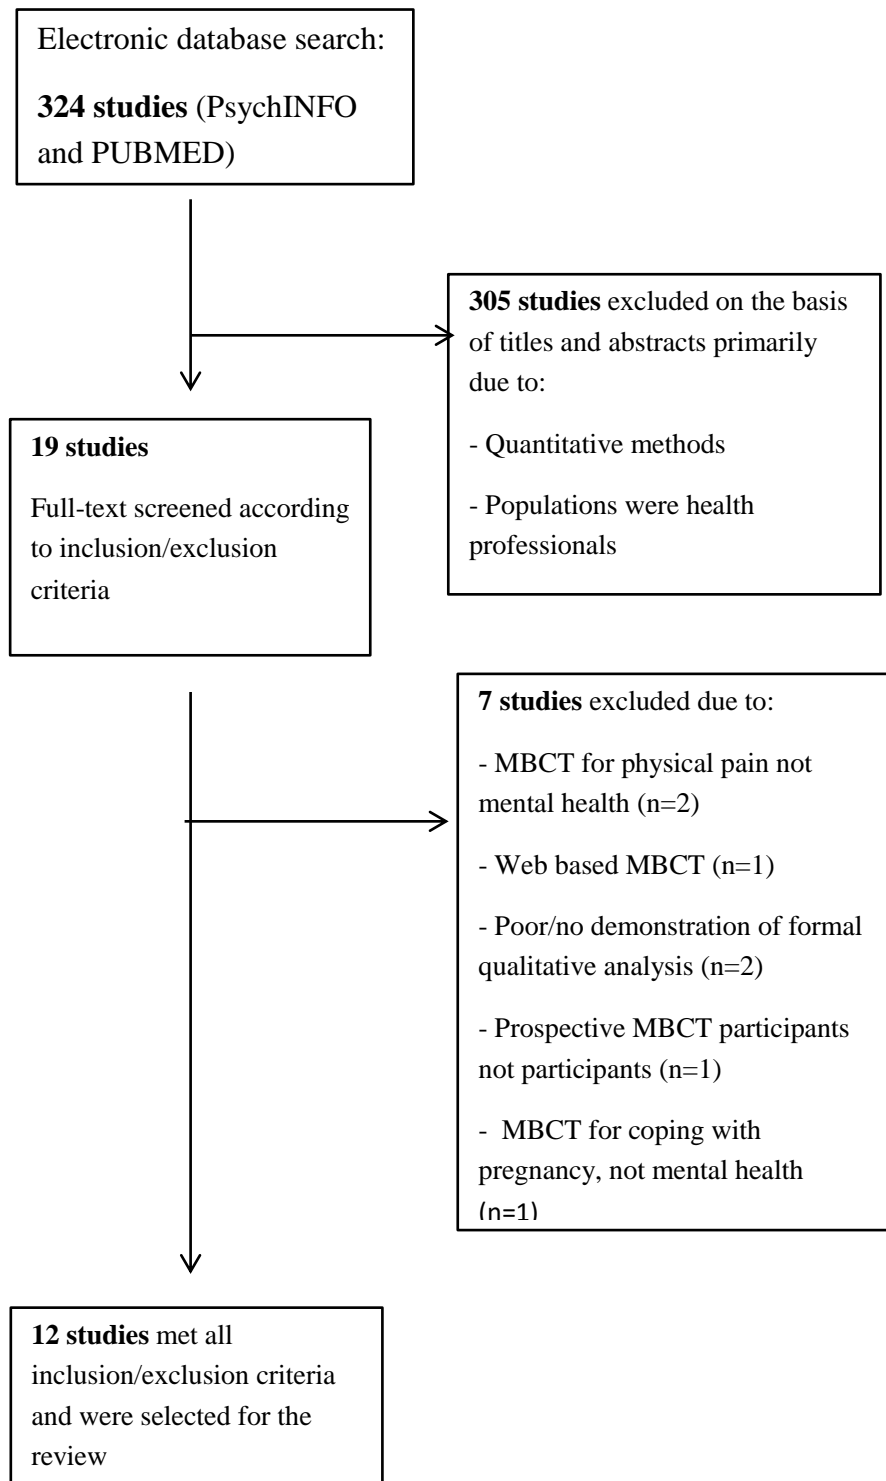 Electronic database search:
324 studies (PsychINFO
and PUBMED)
305 studies excluded on the basis
of titles and abstracts primarily
due to:
- Quantitative methods
- Populations were health
professionals
19 studies
Full-text screened according
to inclusion/exclusion
criteria
7 studies excluded due to:
- MBCT for physical pain not
mental health (n=2)
- Web based MBCT (n=1)
- Poor/no demonstration of formal
qualitative analysis (n=2)
- Prospective MBCT participants
not participants (n=1)
- MBCT for coping with
pregnancy, not mental health
(n=1)
12 studies met all
inclusion/exclusion criteria
and were selected for the
review